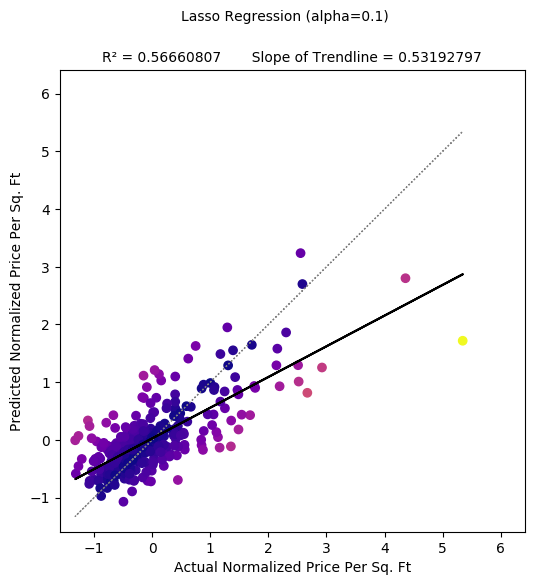 Lasso Regression (alpha=0.1)
R² = 0.56660807 Slope of Trendline = 0.53192797
Predicted Normalized Price Per Sq. Ft
6
5
4
3
2
1
0
−1
−1 0 1 2 3 4 5 6
Actual Normalized Price Per Sq. Ft